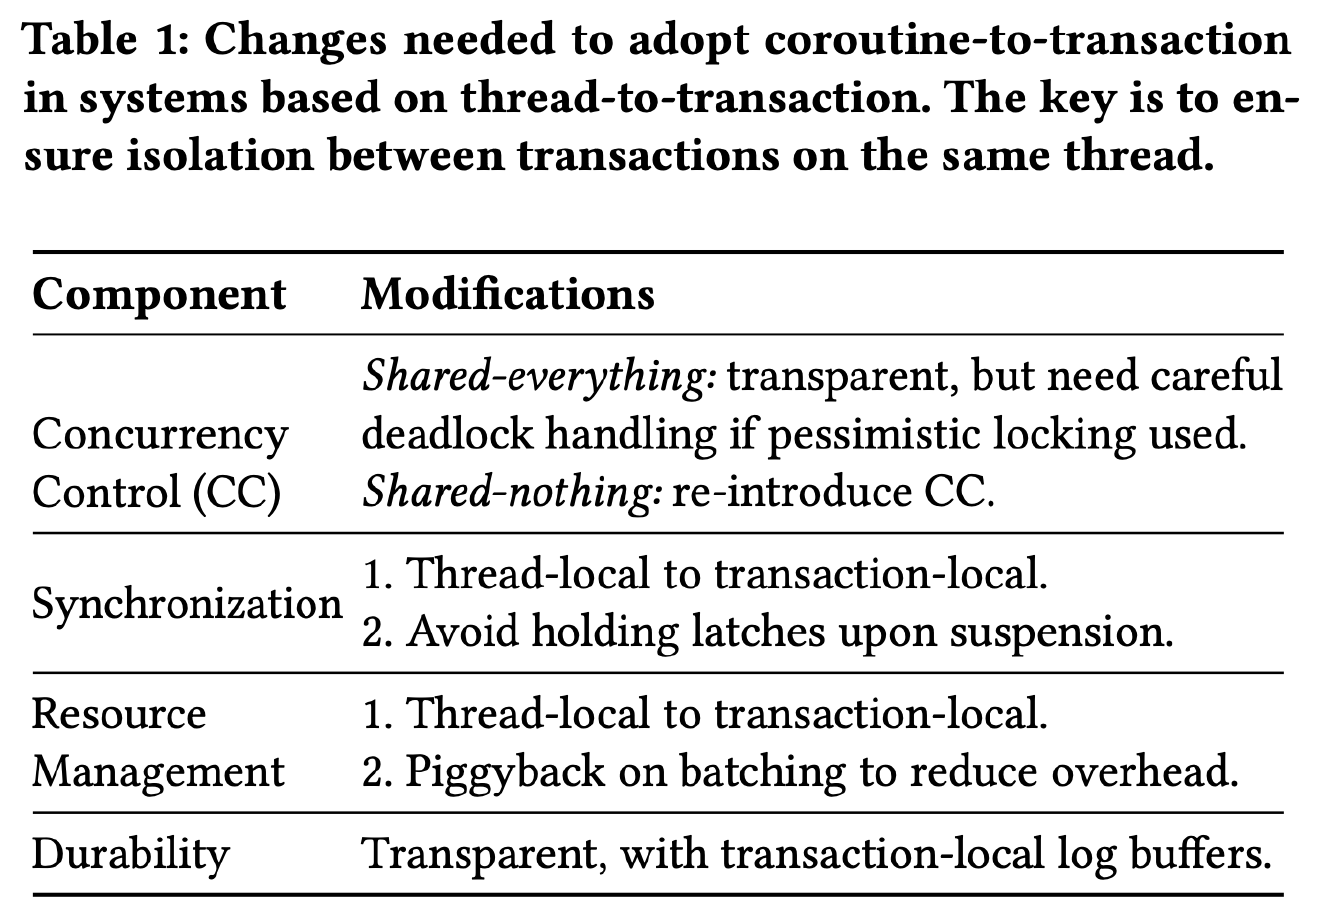 Table 1: Changes needed to adopt coroutine-to-transaction
in systems based on thread-to-transaction. The key is to en-
sure isolation between transactions on the same thread.
Component Modifications
Concurrency
Control (CC)
Shared-everything: transparent, but need careful
deadlock handling if pessimistic locking used.
Shared-nothing: re-introduce CC.
Synchronization
1. Thread-local to transaction-local.
2. Avoid holding latches upon suspension.
Resource
Management
1. Thread-local to transaction-local.
2. Piggyback on batching to reduce overhead.
Durability Transparent, with transaction-local log buffers.